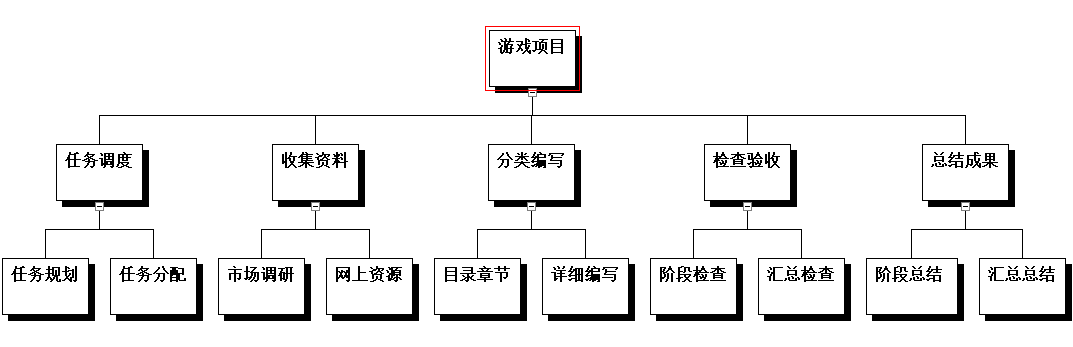 游戏项目
任务调度
收集资料
分类编写
检查验收
总结成果
任务规划
任务分配
市场调研
网上资源
目录章节
详细编写
阶段检查
汇总检查
阶段总结
汇总总结